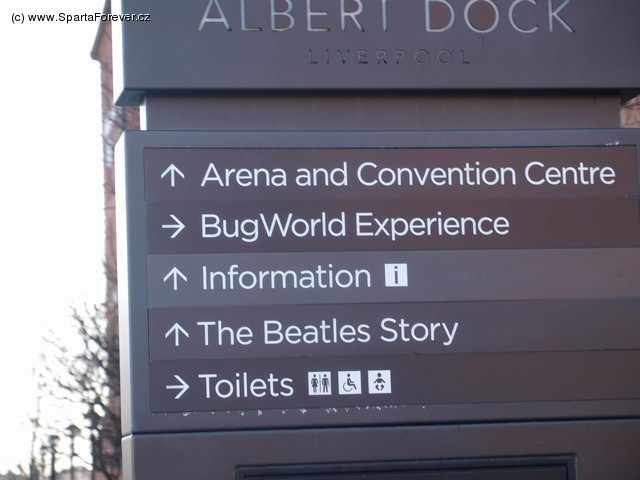 (c) www.SpartaForever.cz
ALBERT DOCK
LIVERPOOL
↑ Arena and Convention Centre
→ BugWorld Experience
↑ Information i
↑ The Beatles Story
→ Toilets